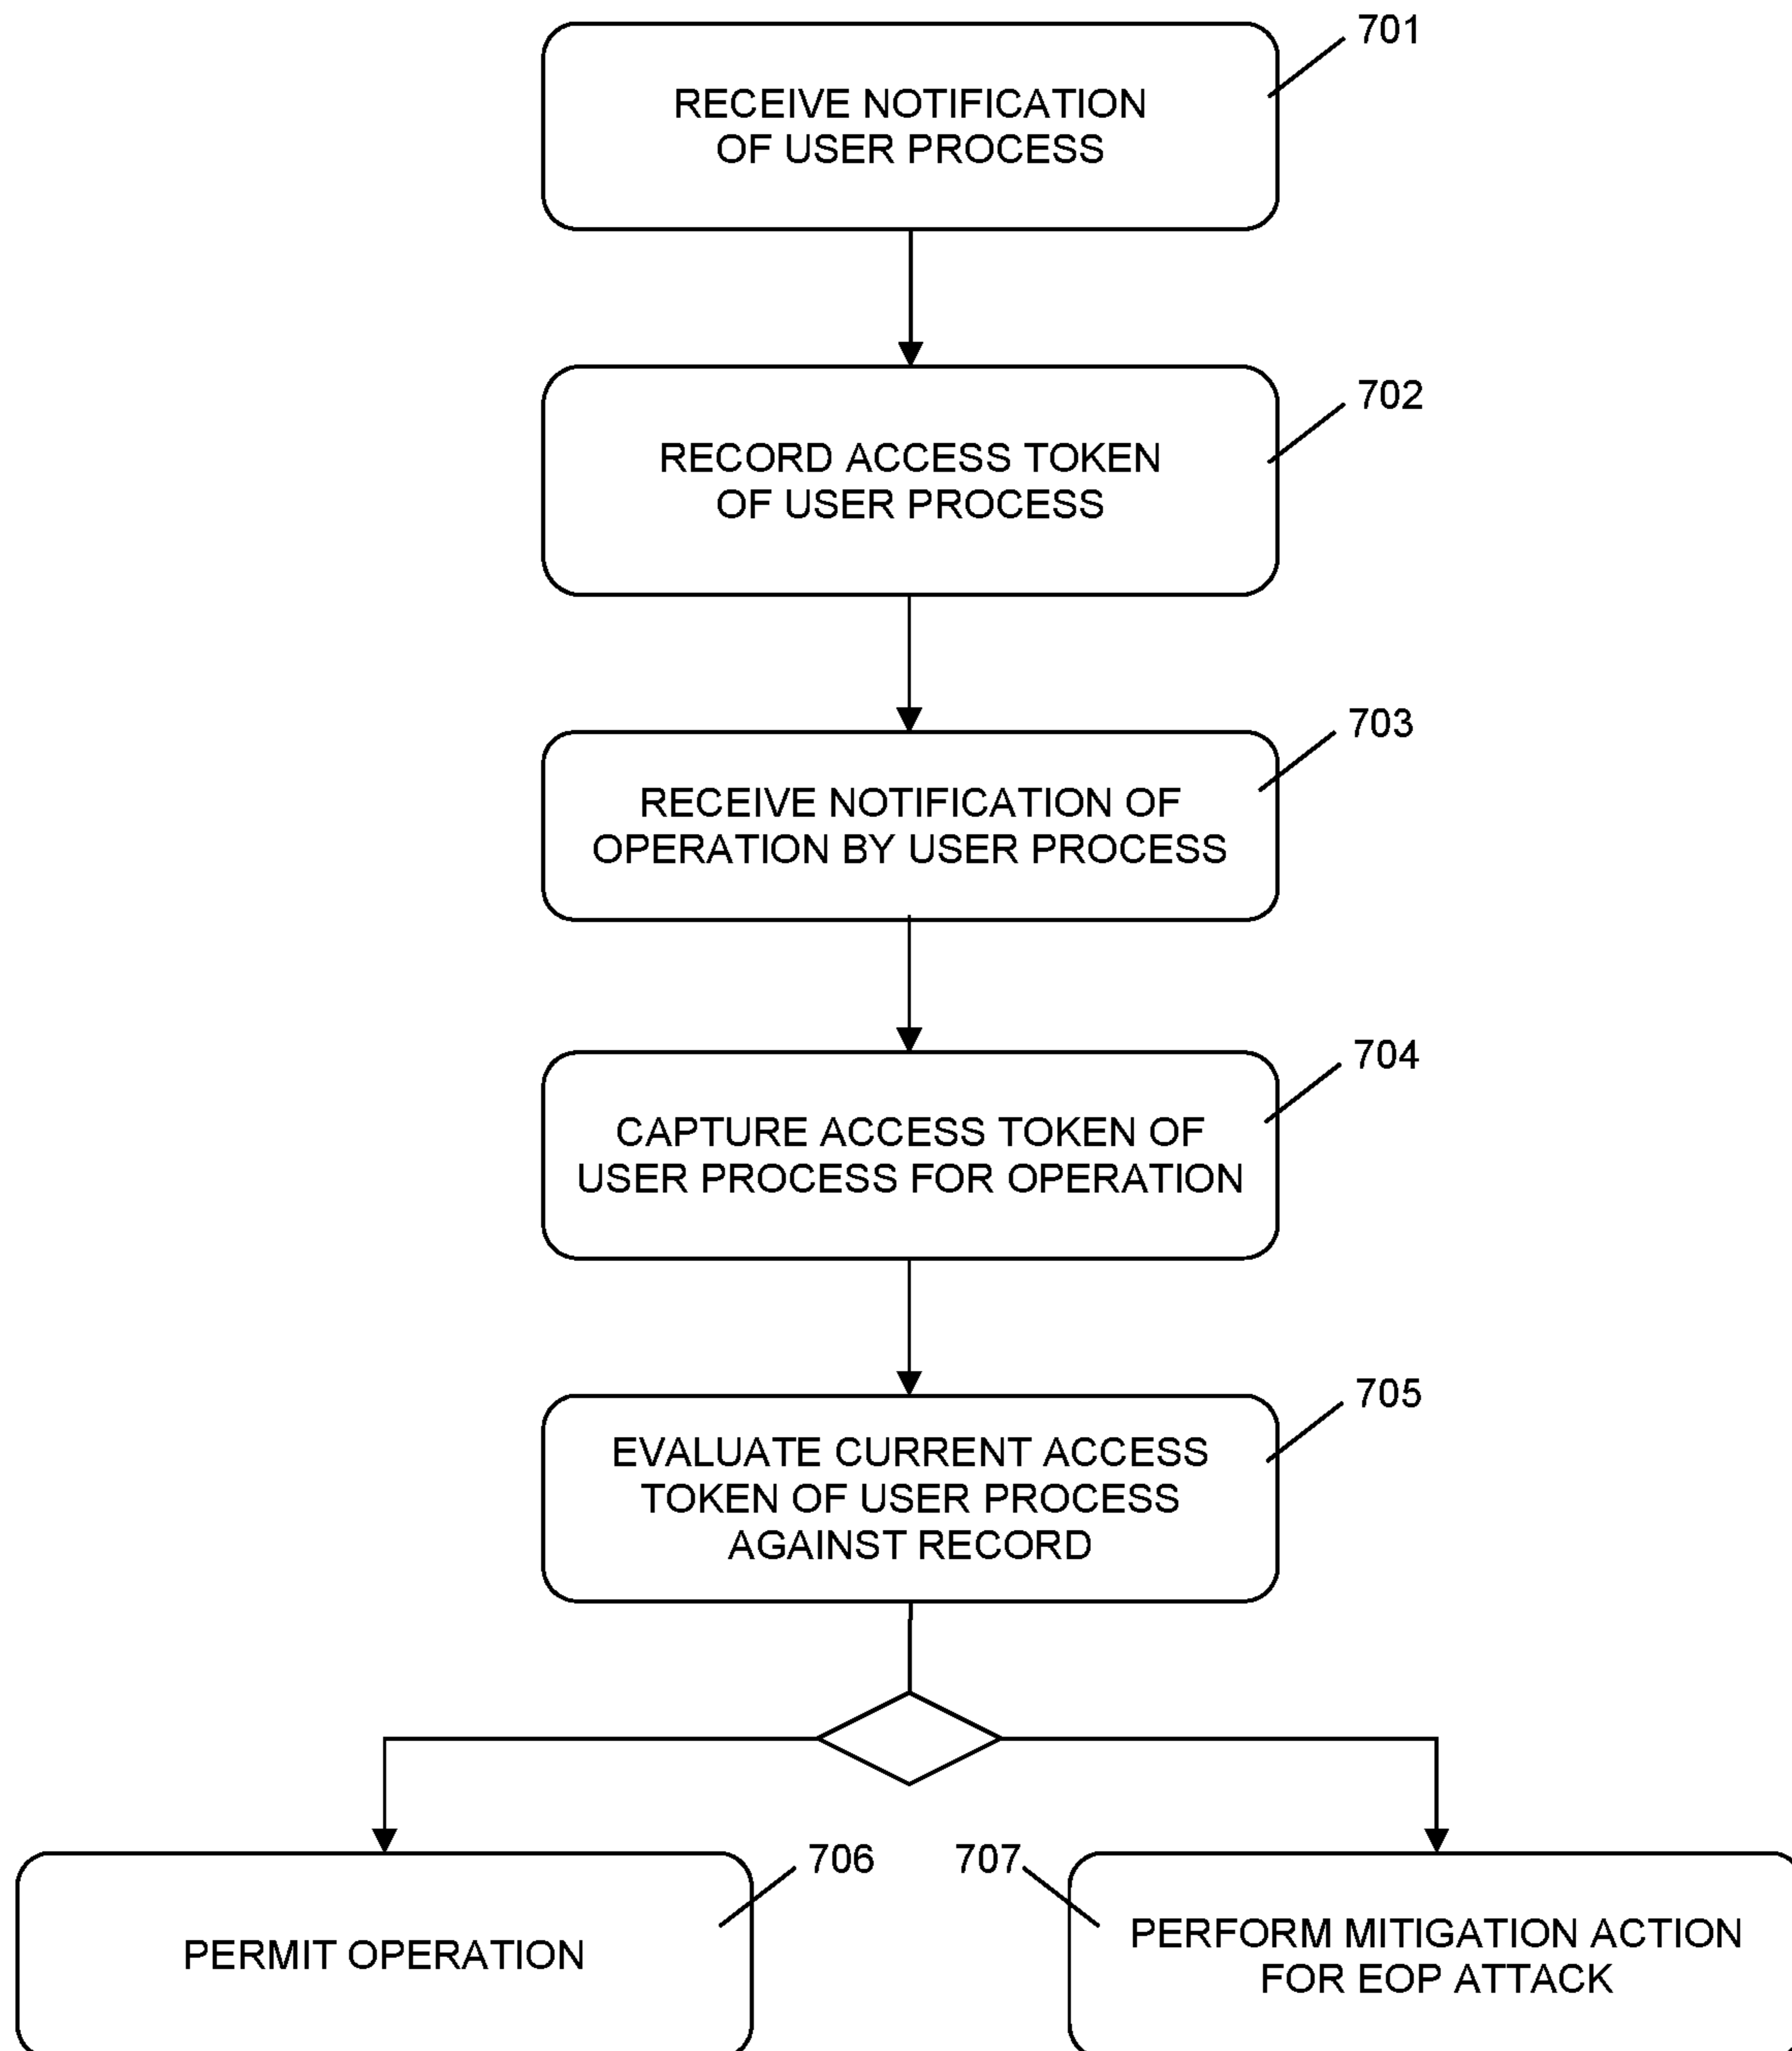 701
RECEIVE NOTIFICATION
OF USER PROCESS
702
RECORD ACCESS TOKEN
OF USER PROCESS
703
RECEIVE NOTIFICATION OF
OPERATION BY USER PROCESS
704
CAPTURE ACCESS TOKEN OF
USER PROCESS FOR OPERATION
705
EVALUATE CURRENT ACCESS
TOKEN OF USER PROCESS
AGAINST RECORD
706
PERMIT OPERATION
707
PERFORM MITIGATION ACTION
FOR EOP ATTACK